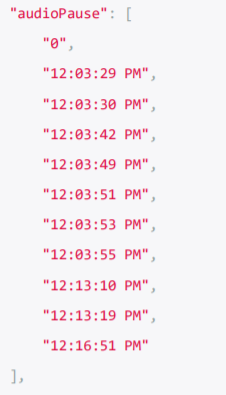 "audioPause": [
"0",
"12:03:29 PM",
"12:03:30 PM",
"12:03:42 PM",
"12:03:49 PM",
"12:03:51 PM",
"12:03:53 PM",
"12:03:55 PM",
"12:13:10 PM",
"12:13:19 PM",
"12:16:51 PM"
],